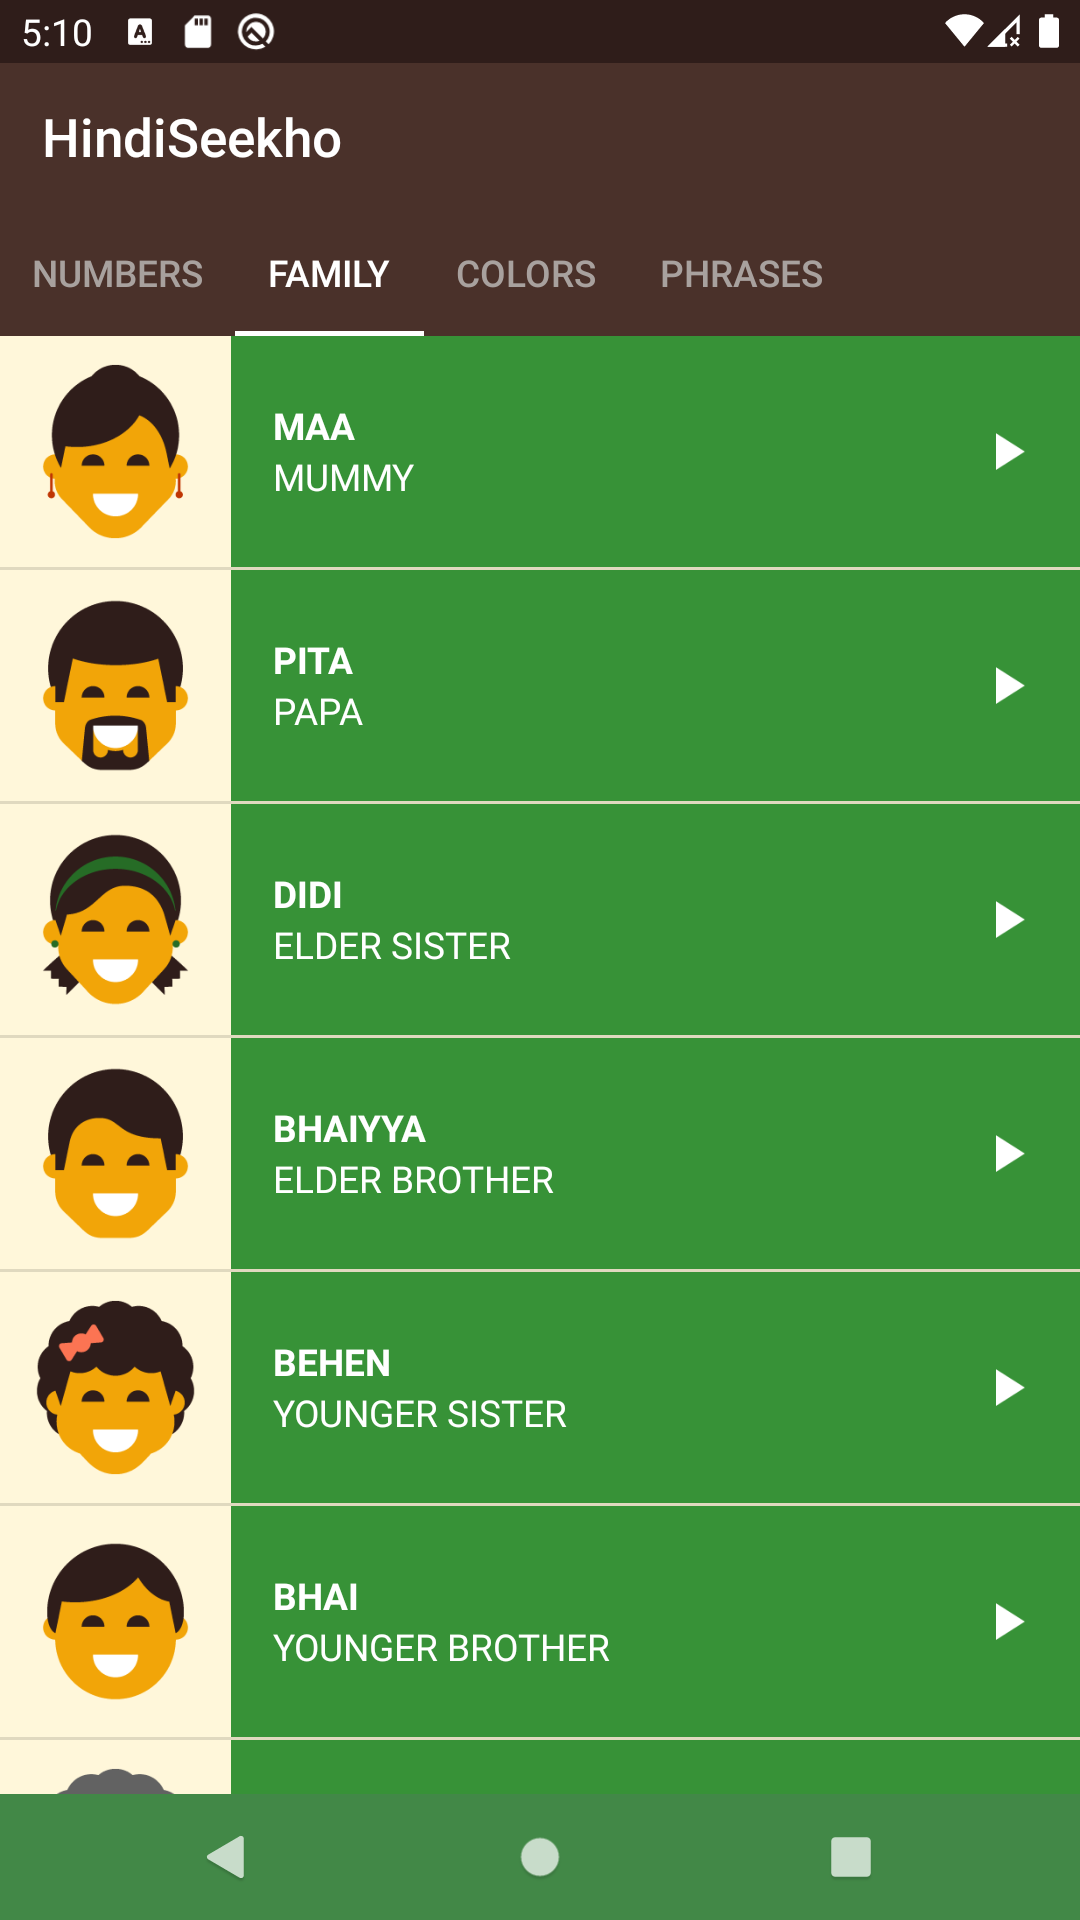 5:10
HindiSeekho
NUMBERS FAMILY COLORS PHRASES
MAA
MUMMY
PITA
PAPA
DIDI
ELDER SISTER
BHAIYYA
ELDER BROTHER
BEHEN
YOUNGER SISTER
BHAI
YOUNGER BROTHER